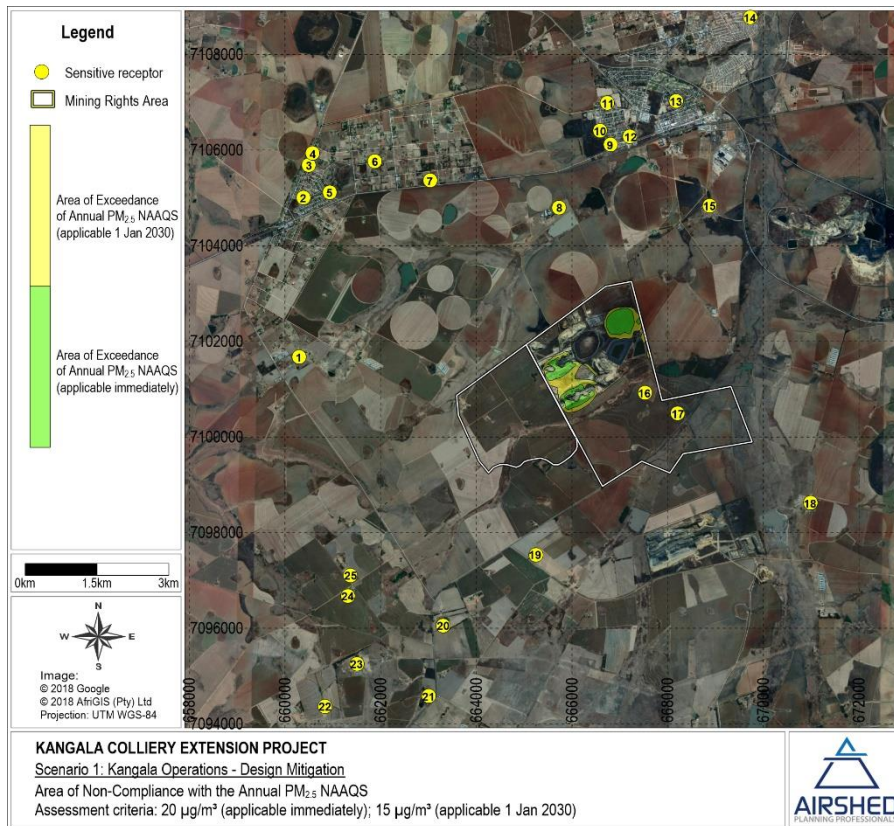 Legend
Sensitive receptor
Mining Rights Area
Area of Exceedance
of Annual PM₂.₅ NAAQS
(applicable 1 Jan 2030)
Area of Exceedance
of Annual PM₂.₅ NAAQS
(applicable immediately)
0km 1.5km 3km
N
W E
S
Image:
© 2018 Google
© 2018 AfriGIS (Pty) Ltd
Projection: UTM WGS-84
7108000
7106000
7104000
7102000
7100000
7098000
7096000
7094000
658000
660000
662000
664000
666000
668000
670000
672000
14
11
13
10
12
9
4
3
6
7
5
2
8
15
1
16
17
18
19
25
24
20
23
21
22
KANGALA COLLIERY EXTENSION PROJECT
Scenario 1: Kangala Operations - Design Mitigation
Area of Non-Compliance with the Annual PM₂.₅ NAAQS
Assessment criteria: 20 µg/m³ (applicable immediately); 15 µg/m³ (applicable 1 Jan 2030)
AIRSHED
PLANNING PROFESSIONALS